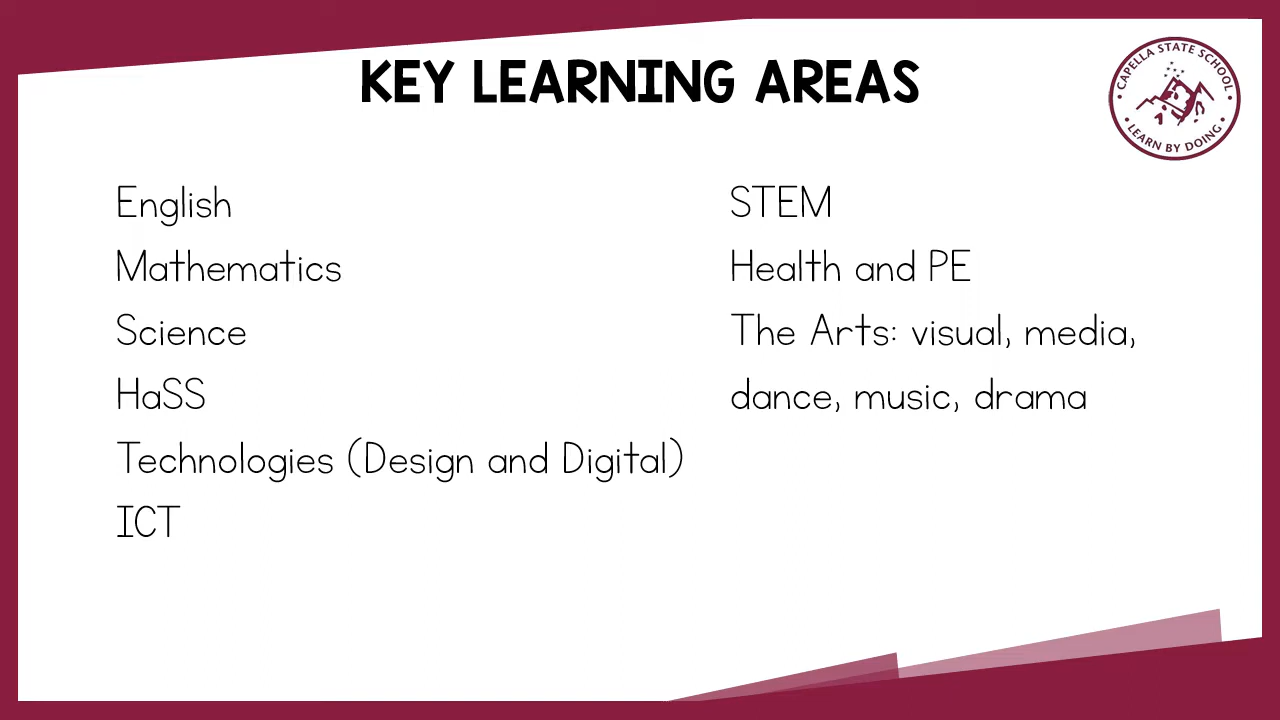 KEY LEARNING AREAS
CAPELLA STATE SCHOOL
• LEARN BY DOING •
English
Mathematics
Science
HaSS
Technologies (Design and Digital)
ICT
STEM
Health and PE
The Arts: visual, media,
dance, music, drama